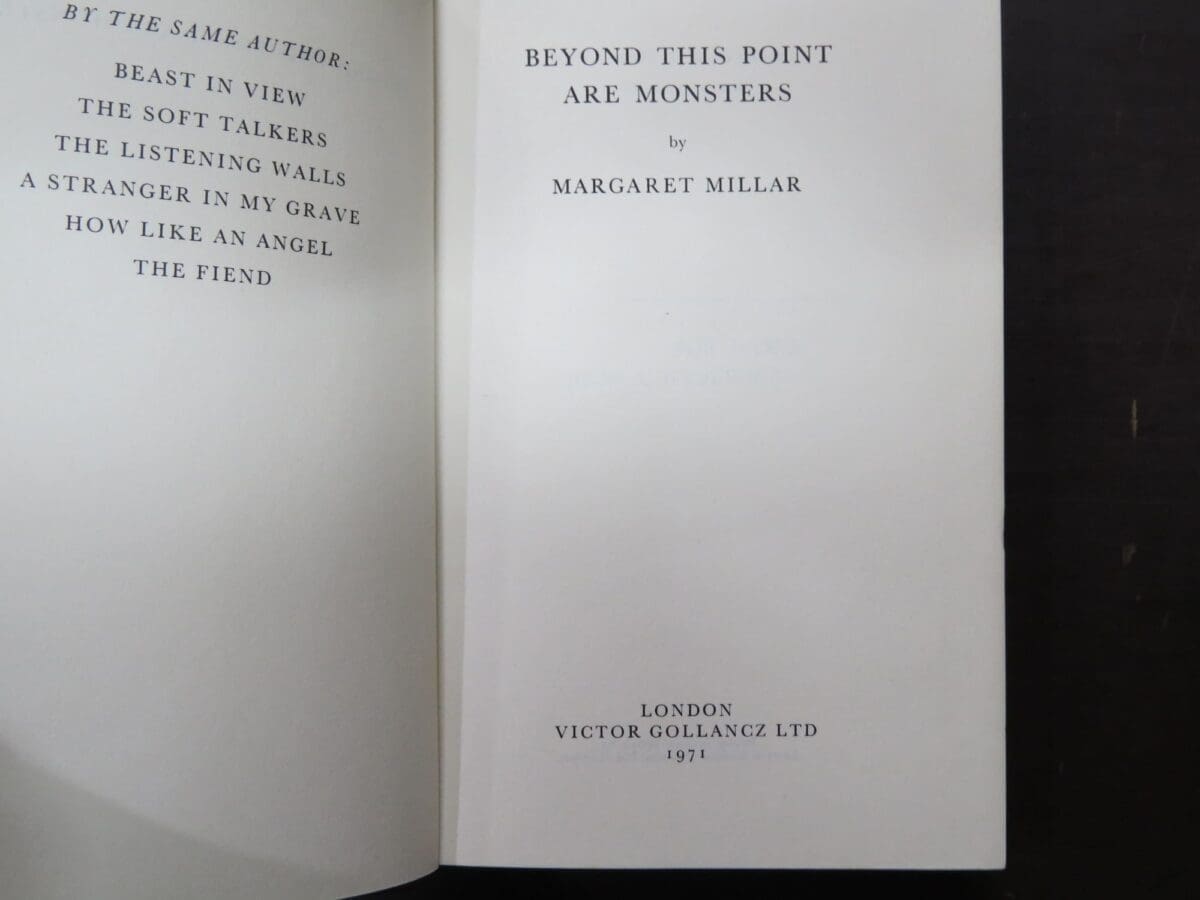 BY THE SAME AUTHOR:
BEAST IN VIEW
THE SOFT TALKERS
THE LISTENING WALLS
A STRANGER IN MY GRAVE
HOW LIKE AN ANGEL
THE FIEND
BEYOND THIS POINT
ARE MONSTERS
by
MARGARET MILLAR
LONDON
VICTOR GOLLANCZ LTD
1971